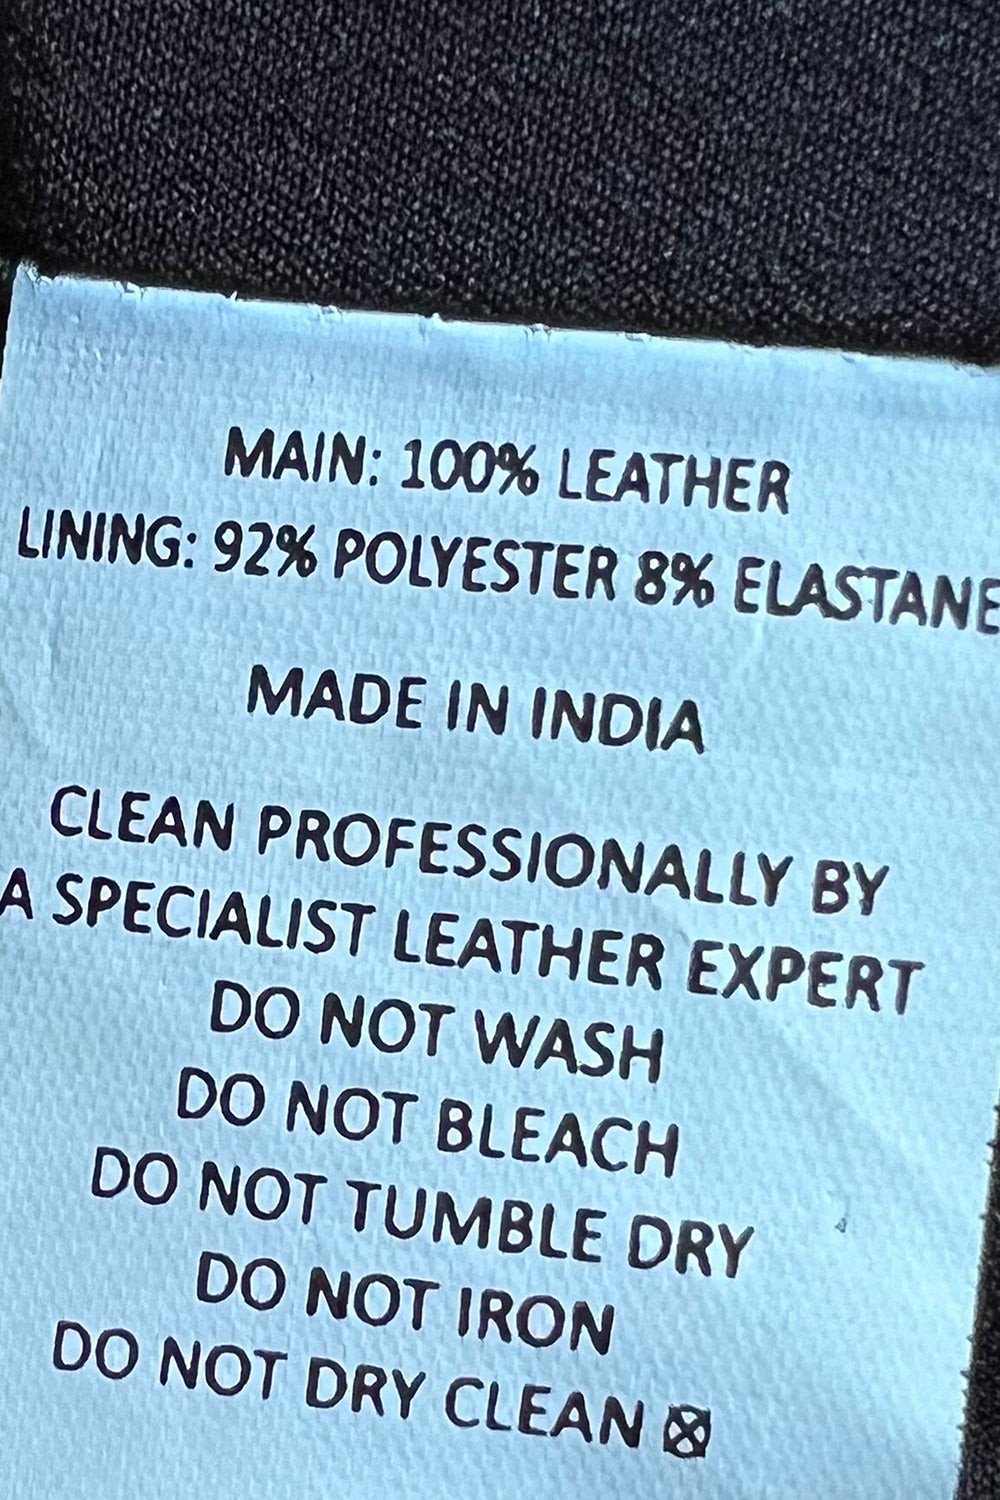 MAIN: 100% LEATHER
LINING: 92% POLYESTER 8% ELASTANE
MADE IN INDIA
CLEAN PROFESSIONALLY BY
A SPECIALIST LEATHER EXPERT
DO NOT WASH
DO NOT BLEACH
DO NOT TUMBLE DRY
DO NOT IRON
DO NOT DRY CLEAN